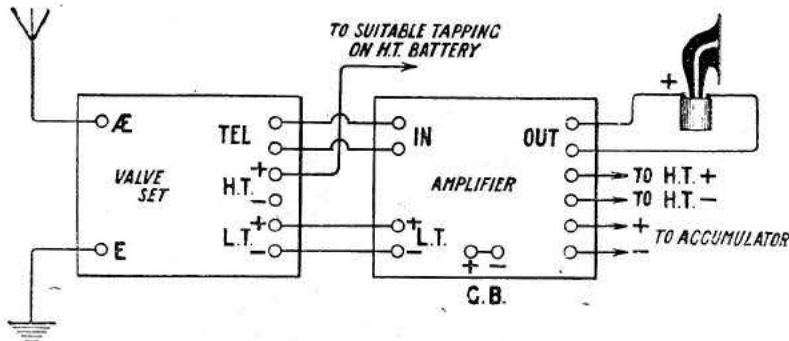 TO SUITABLE TAPPING
ON H.T. BATTERY
Æ
TEL
IN
OUT
+
VALVE
SET
+
H.T.
-
AMPLIFIER
TO H.T. +
TO H.T. -
E
+
L.T.
-
+
L.T.
-
+
-
TO ACCUMULATOR
+ -
G.B.